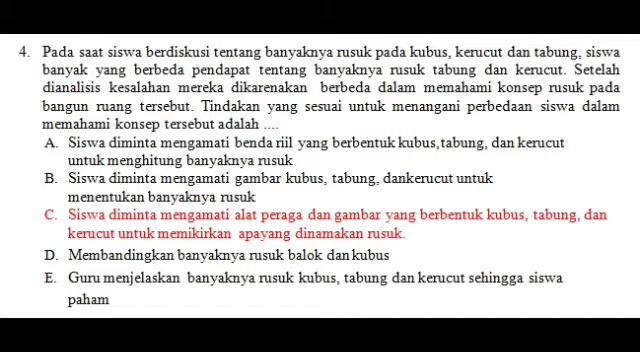 4. Pada saat siswa berdiskusi tentang banyaknya rusuk pada kubus, kerucut dan tabung, siswa
banyak yang berbeda pendapat tentang banyaknya rusuk tabung dan kerucut. Setelah
dianalisis kesalahan mereka dikarenakan berbeda dalam memahami konsep rusuk pada
bangun ruang tersebut. Tindakan yang sesuai untuk menangani perbedaan siswa dalam
memahami konsep tersebut adalah ....
A. Siswa diminta mengamati benda riil yang berbentuk kubus,tabung, dan kerucut
untuk menghitung banyaknya rusuk
B. Siswa diminta mengamati gambar kubus, tabung, dankerucut untuk
menentukan banyaknya rusuk
C. Siswa diminta mengamati alat peraga dan gambar yang berbentuk kubus, tabung, dan
kerucut untuk memikirkan apayang dinamakan rusuk.
D. Membandingkan banyaknya rusuk balok dan kubus
E. Guru menjelaskan banyaknya rusuk kubus, tabung dan kerucut sehingga siswa
paham